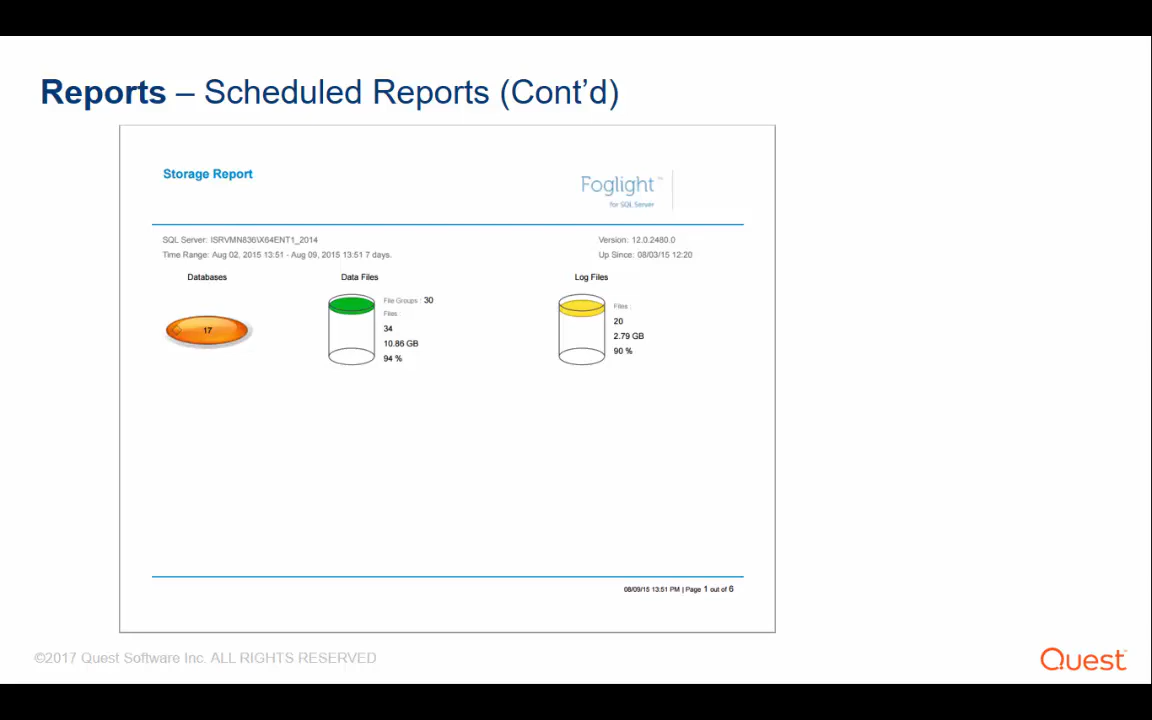 Reports – Scheduled Reports (Cont’d)
Storage Report
Foglight™
for SQL Server
SQL Server: ISRVMN836\X64ENT1_2014
Version: 12.0.2480.0
Time Range: Aug 02, 2015 13:51 - Aug 09, 2015 13:51 7 days.
Up Since: 08/03/15 12:20
Databases
Data Files
Log Files
17
File Groups : 30
Files :
34
10.86 GB
94 %
Files :
20
2.79 GB
90 %
08/09/15 13:51 PM | Page 1 out of 6
©2017 Quest Software Inc. ALL RIGHTS RESERVED
Quest